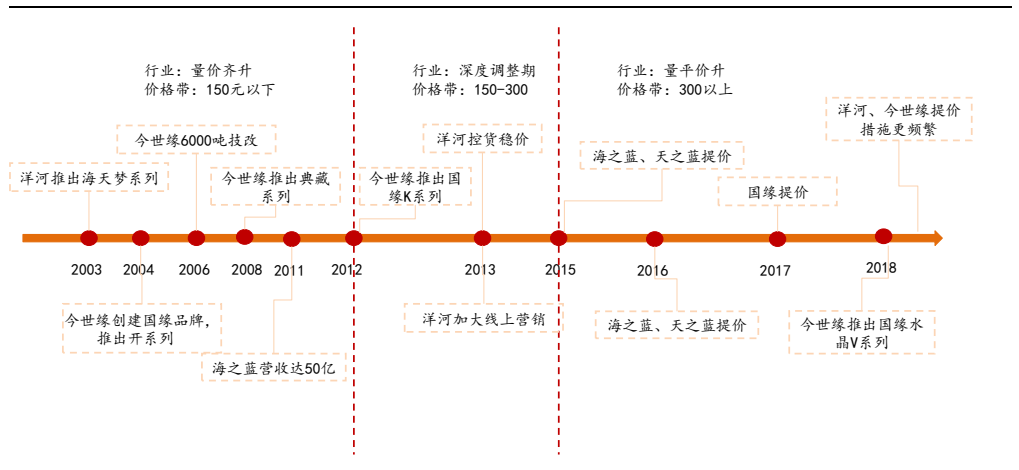 行业：量价齐升
价格带：150元以下
行业：深度调整期
价格带：150-300
行业：量平价升
价格带：300以上
洋河、今世缘提价
措施更频繁
今世缘6000吨技改
洋河控货稳价
海之蓝、天之蓝提价
洋河推出海天梦系列
今世缘推出典藏
系列
今世缘推出国
缘K系列
国缘提价
2003
2004
2006
2008
2011
2012
2013
2015
2016
2017
2018
今世缘创建国缘品牌，
推出开系列
海之蓝营收达50亿
洋河加大线上营销
海之蓝、天之蓝提价
今世缘推出国缘水
晶V系列